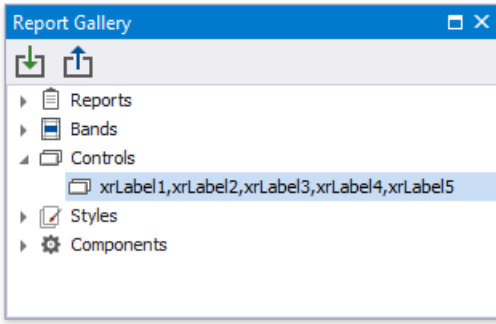 Report Gallery
Reports
Bands
Controls
xrLabel1,xrLabel2,xrLabel3,xrLabel4,xrLabel5
Styles
Components